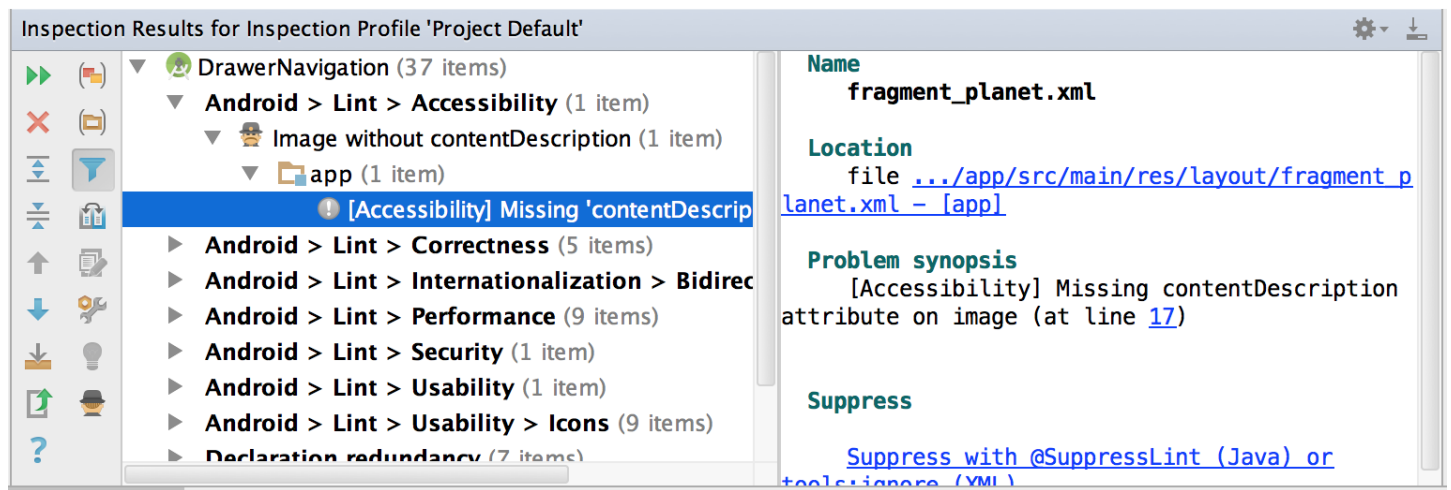 Inspection Results for Inspection Profile 'Project Default'
DrawerNavigation (37 items)
Android > Lint > Accessibility (1 item)
Image without contentDescription (1 item)
app (1 item)
[Accessibility] Missing 'contentDescrip
Android > Lint > Correctness (5 items)
Android > Lint > Internationalization > Bidirec
Android > Lint > Performance (9 items)
Android > Lint > Security (1 item)
Android > Lint > Usability (1 item)
Android > Lint > Usability > Icons (9 items)
Declaration redundancy (7 items)
Name
fragment_planet.xml
Location
file .../app/src/main/res/layout/fragment_p
lanet.xml – [app]
Problem synopsis
[Accessibility] Missing contentDescription
attribute on image (at line 17)
Suppress
Suppress with @SuppressLint (Java) or
tools:ignore (XML)